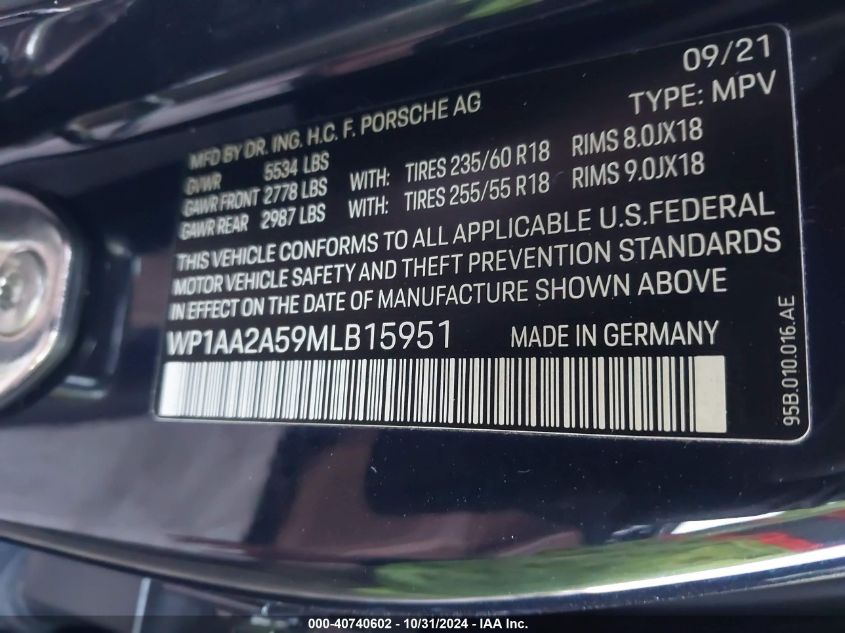 09/21
MFD BY DR. ING. H.C. F. PORSCHE AG
TYPE: MPV
GVWR 5534 LBS
GAWR FRONT 2778 LBS WITH: TIRES 235/60 R18 RIMS 8.0JX18
GAWR REAR 2987 LBS WITH: TIRES 255/55 R18 RIMS 9.0JX18
THIS VEHICLE CONFORMS TO ALL APPLICABLE U.S.FEDERAL
MOTOR VEHICLE SAFETY AND THEFT PREVENTION STANDARDS
IN EFFECT ON THE DATE OF MANUFACTURE SHOWN ABOVE
WP1AA2A59MLB15951 MADE IN GERMANY
95B.010.016.AE
000-40740602 - 10/31/2024 - IAA Inc.